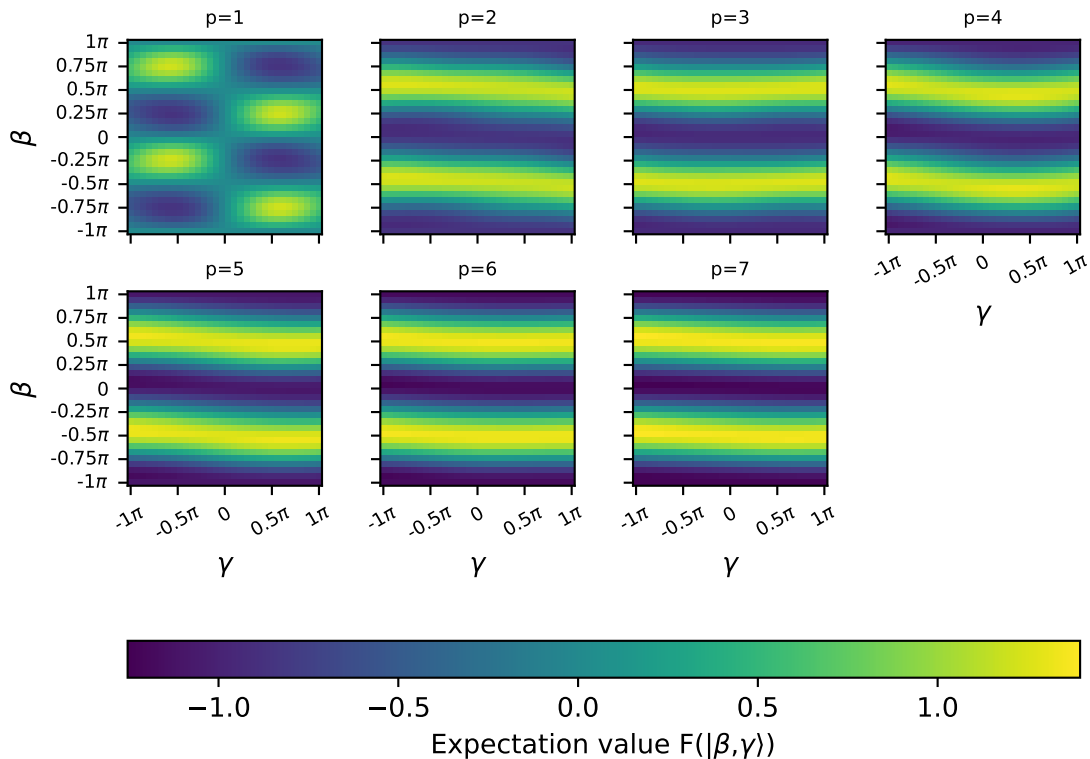 p=1
p=2
p=3
p=4
β
1π
0.75π
0.5π
0.25π
0
-0.25π
-0.5π
-0.75π
-1π
-1π
-0.5π
0
0.5π
1π
γ
p=5
p=6
p=7
β
1π
0.75π
0.5π
0.25π
0
-0.25π
-0.5π
-0.75π
-1π
-1π
-0.5π
0
0.5π
1π
-1π
-0.5π
0
0.5π
1π
-1π
-0.5π
0
0.5π
1π
γ
γ
γ
−1.0
−0.5
0.0
0.5
1.0
Expectation value F(|β,γ⟩)